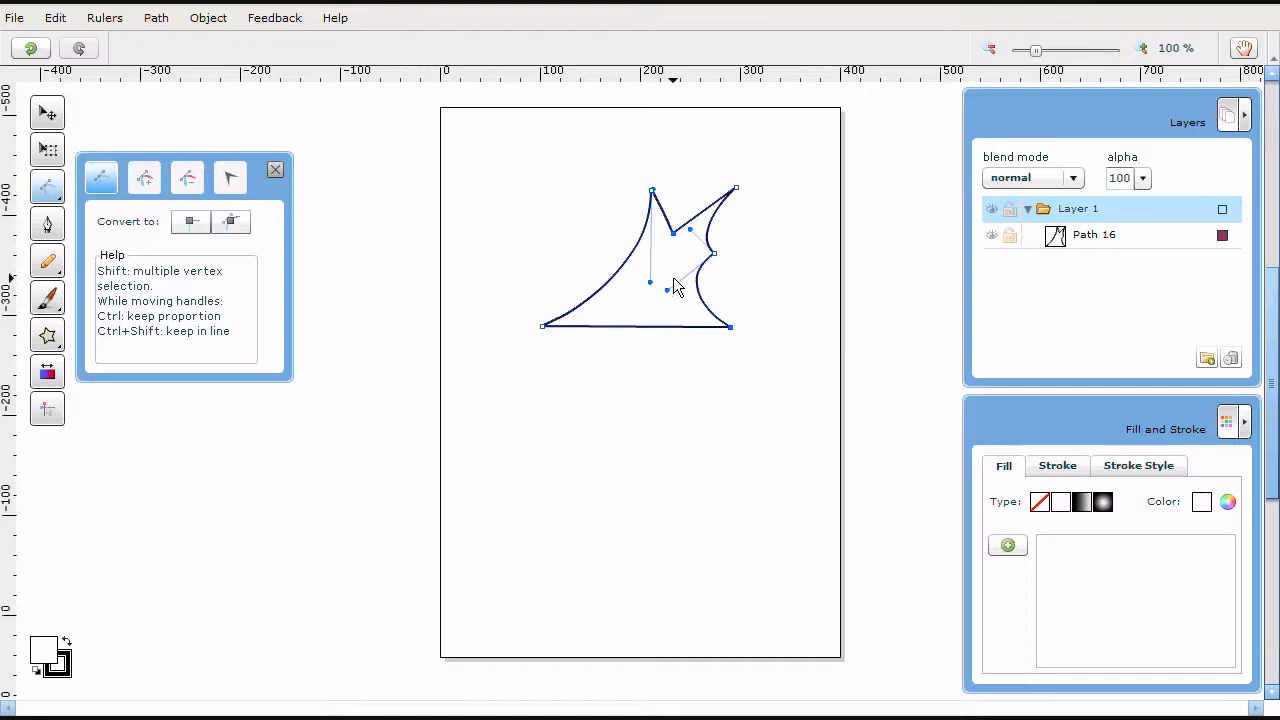 File Edit Rulers Path Object Feedback Help
100 %
-400 -300 -200 -100 0 100 200 300 400 500 600 700 800
-500
-400
-300
-200
-100
0
Layers
blend mode alpha
normal 100
Layer 1
Path 16
Convert to:
Help
Shift: multiple vertex
selection.
While moving handles:
Ctrl: keep proportion
Ctrl+Shift: keep in line
Fill and Stroke
Fill Stroke Stroke Style
Type: Color: